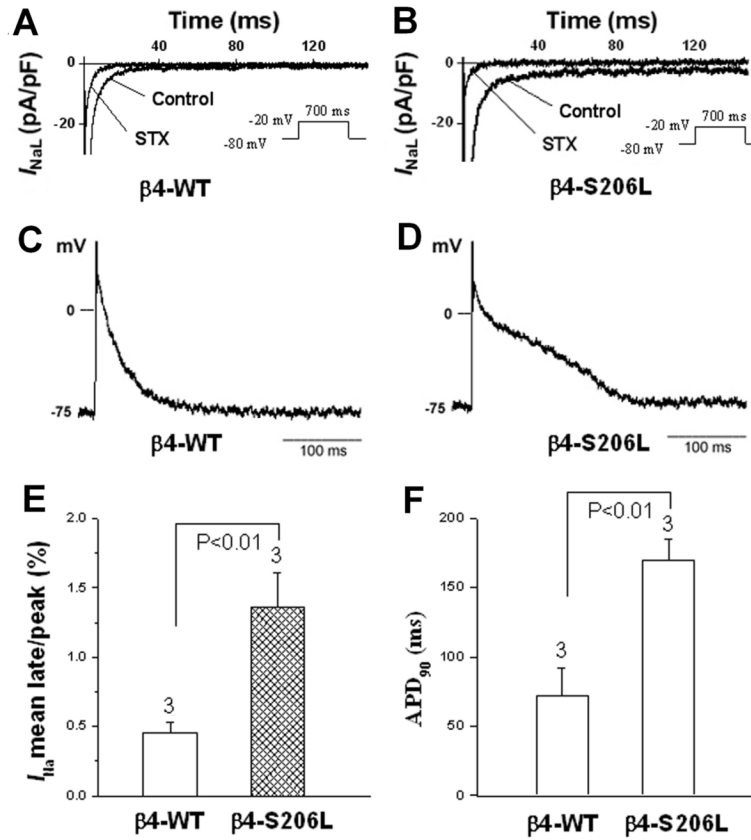 A
Time (ms)
40 80 120
0
-20
I_NaL (pA/pF)
Control
STX
700 ms
-20 mV
-80 mV
β4-WT
B
Time (ms)
40 80 120
0
-20
I_NaL (pA/pF)
Control
STX
700 ms
-20 mV
-80 mV
β4-S206L
C
mV
0
-75
100 ms
β4-WT
D
mV
0
-75
100 ms
β4-S206L
E
2.0
1.5
1.0
0.5
0.0
I_Na mean late/peak (%)
P<0.01
3
3
β4-WT β4-S206L
F
200
150
100
50
0
APD90 (ms)
P<0.01
3
3
β4-WT β4-S206L